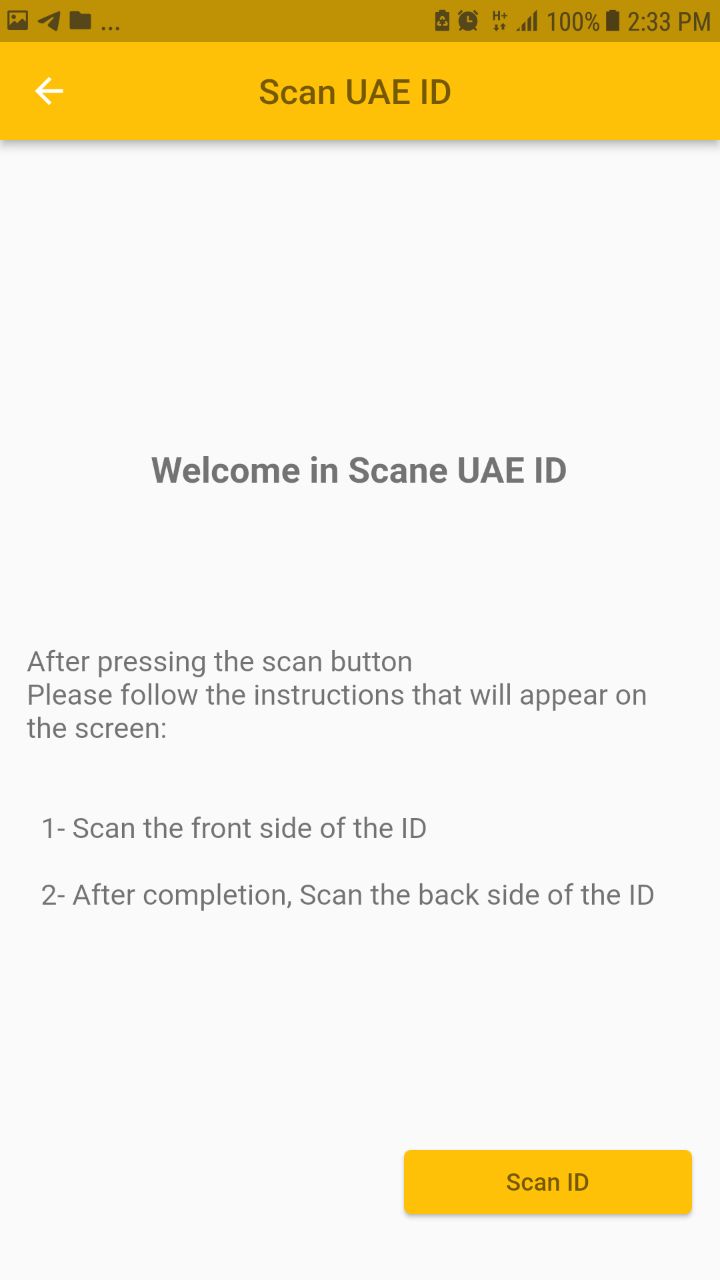 ... H+ 100% 2:33 PM
Scan UAE ID
Welcome in Scane UAE ID
After pressing the scan button
Please follow the instructions that will appear on
the screen:
1- Scan the front side of the ID
2- After completion, Scan the back side of the ID
Scan ID